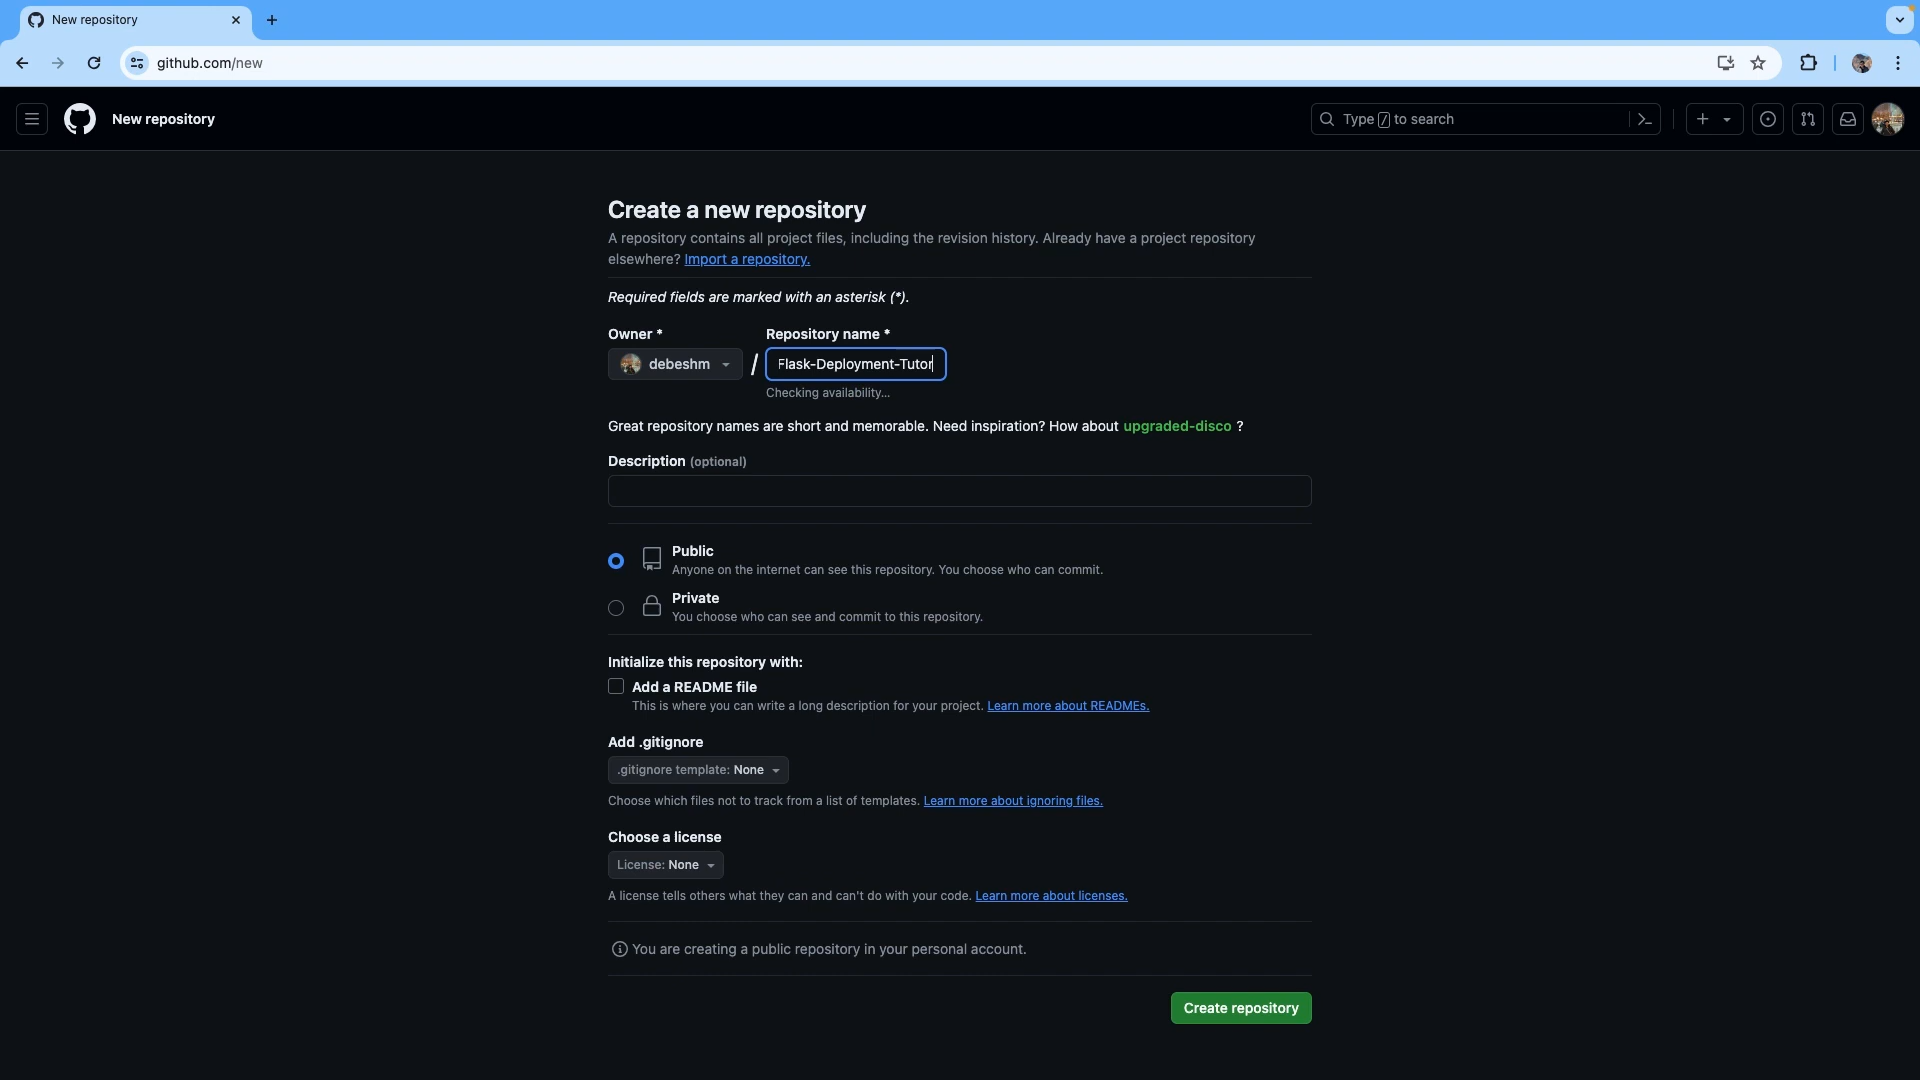 New repository
github.com/new
New repository
Type / to search
Create a new repository
A repository contains all project files, including the revision history. Already have a project repository
elsewhere? Import a repository.
Required fields are marked with an asterisk (*).
Owner * Repository name *
debeshm / Flask-Deployment-Tutor
Checking availability...
Great repository names are short and memorable. Need inspiration? How about upgraded-disco ?
Description (optional)
Public
Anyone on the internet can see this repository. You choose who can commit.
Private
You choose who can see and commit to this repository.
Initialize this repository with:
Add a README file
This is where you can write a long description for your project. Learn more about READMEs.
Add .gitignore
.gitignore template: None
Choose which files not to track from a list of templates. Learn more about ignoring files.
Choose a license
License: None
A license tells others what they can and can't do with your code. Learn more about licenses.
You are creating a public repository in your personal account.
Create repository